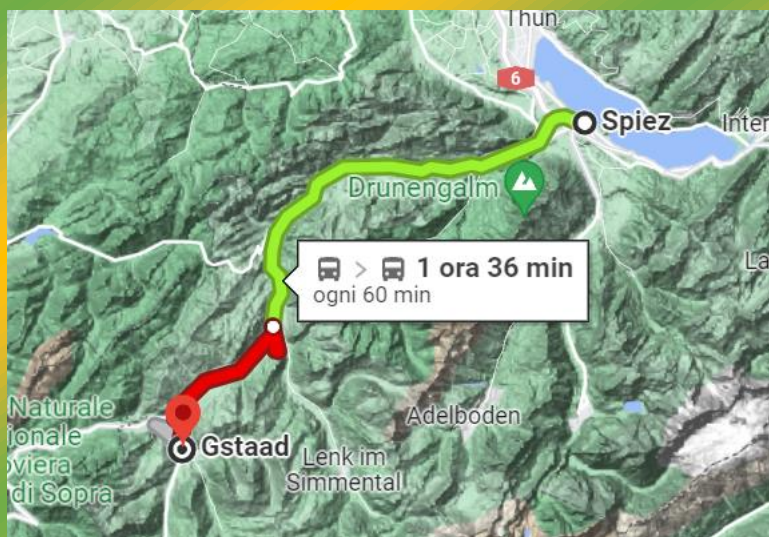 Thun
6
Spiez
Inter
Drunengalm
1 ora 36 min
ogni 60 min
La
Adelboden
Naturale
ionale
oviera
di Sopra
Gstaad
Lenk im
Simmental